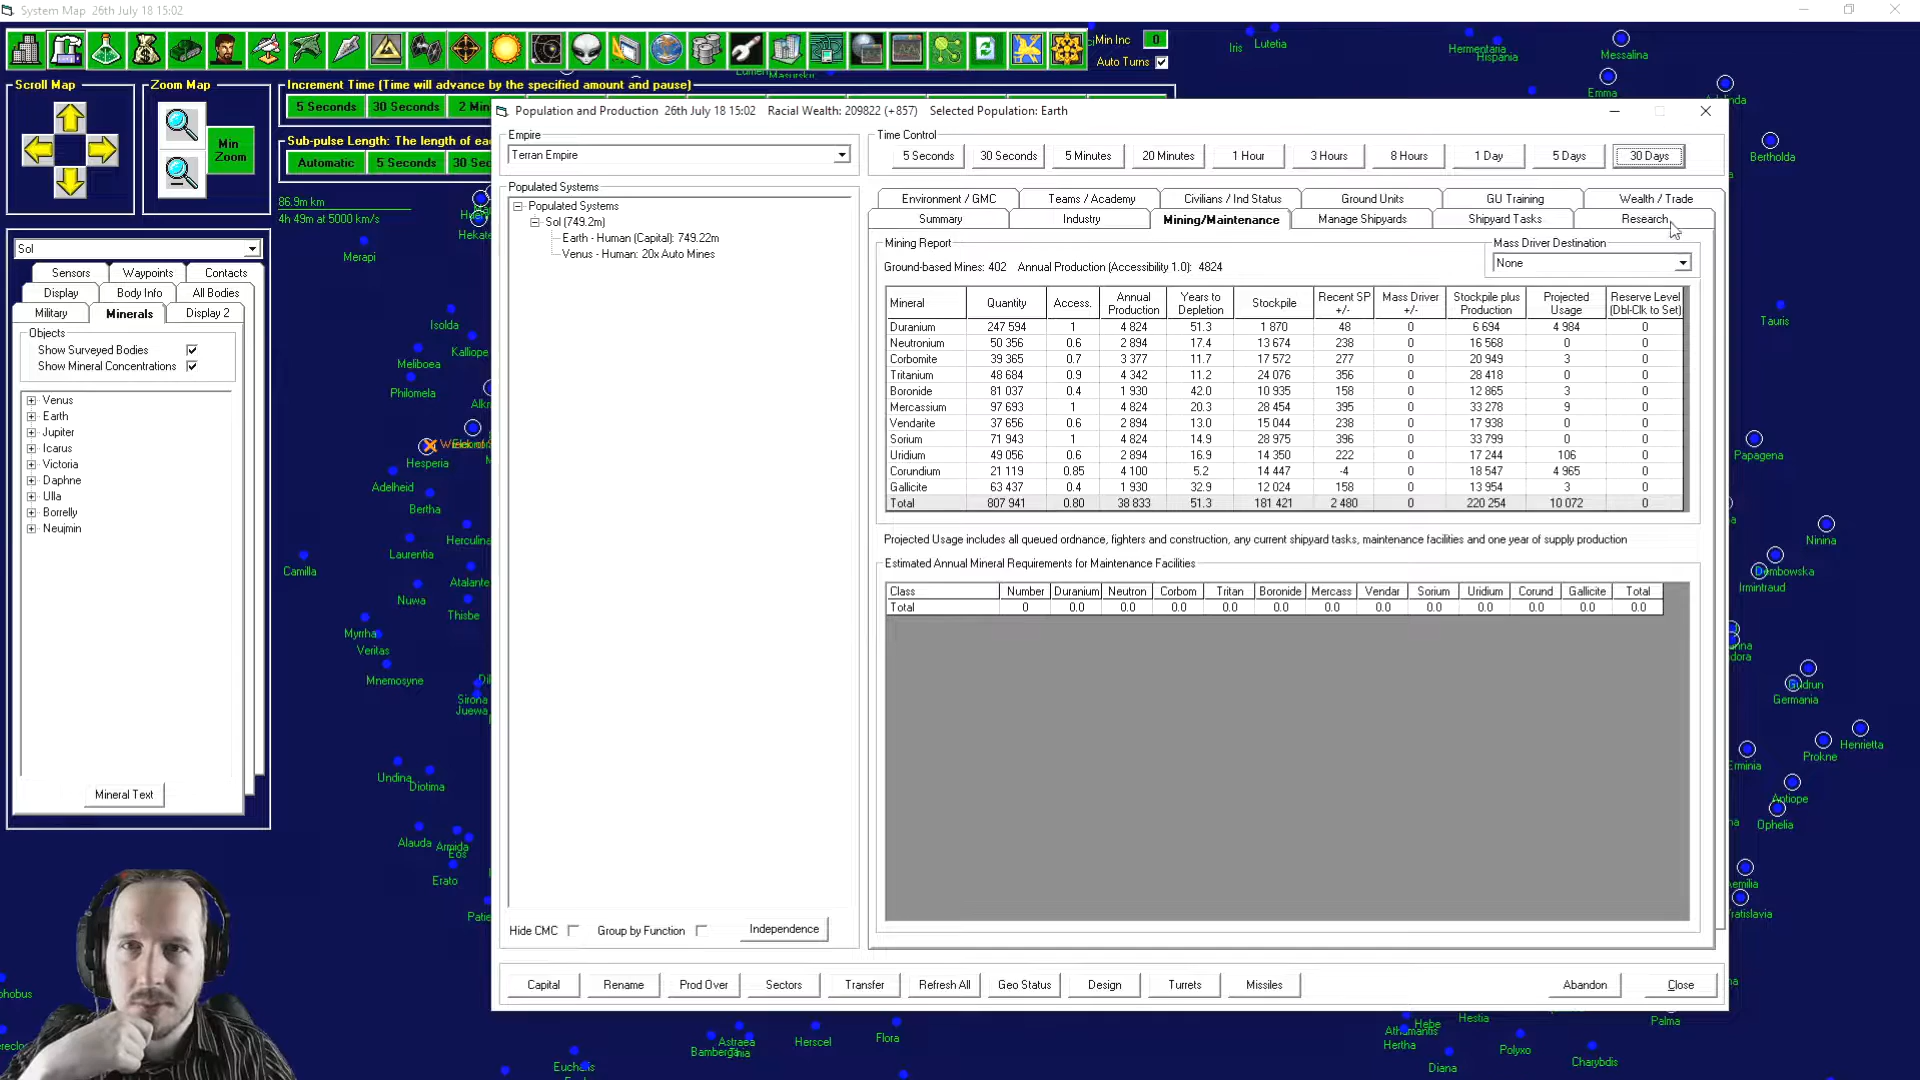 System Map  26th July 18 15:02
Min Inc 0
Auto Turns
Scroll Map
Zoom Map
Min Zoom
Increment Time (Time will advance by the specified amount and pause)
5 Seconds 30 Seconds 2 Min
Sub-pulse Length: The length of eac
Automatic 5 Seconds 30 Sec
86.9m km
4h 49m at 5000 km/s
Sol
Sensors Waypoints Contacts
Display Body Info All Bodies
Military Minerals Display 2
Objects
Show Surveyed Bodies
Show Mineral Concentrations
Venus
Earth
Jupiter
Icarus
Victoria
Daphne
Ulla
Borrelly
Neujmin
Mineral Text
Population and Production  26th July 18 15:02  Racial Wealth: 209822 (+857)  Selected Population: Earth
Empire
Terran Empire
Populated Systems
Populated Systems
Sol (749.2m)
Earth - Human (Capital): 749.22m
Venus - Human: 20x Auto Mines
Hide CMC Group by Function Independence
Time Control
5 Seconds 30 Seconds 5 Minutes 20 Minutes 1 Hour 3 Hours 8 Hours 1 Day 5 Days 30 Days
Environment / GMC Teams / Academy Civilians / Ind Status Ground Units GU Training Wealth / Trade
Summary Industry Mining/Maintenance Manage Shipyards Shipyard Tasks Research
Mining Report
Ground-based Mines: 402  Annual Production (Accessibility 1.0):  4824
Mass Driver Destination
None
Mineral Quantity Access. Annual Production Years to Depletion Stockpile Recent SP +/- Mass Driver +/- Stockpile plus Production Projected Usage Reserve Level (Dbl-Clk to Set)
Duranium 247 594 1 4 824 51.3 1 870 48 0 6 694 4 984 0
Neutronium 50 356 0.6 2 894 17.4 13 674 238 0 16 568 0 0
Corbomite 39 365 0.7 3 377 11.7 17 572 277 0 20 949 3 0
Tritanium 48 684 0.9 4 342 11.2 24 076 356 0 28 418 0 0
Boronide 81 037 0.4 1 930 42.0 10 935 158 0 12 865 3 0
Mercassium 97 693 1 4 824 20.3 28 454 395 0 33 278 9 0
Vendarite 37 656 0.6 2 894 13.0 15 044 238 0 17 938 0 0
Sorium 71 943 1 4 824 14.9 28 975 396 0 33 799 0 0
Uridium 49 056 0.6 2 894 16.9 14 350 222 0 17 244 106 0
Corundium 21 119 0.85 4 100 5.2 14 447 -4 0 18 547 4 965 0
Gallicite 63 437 0.4 1 930 32.9 12 024 158 0 13 954 3 0
Total 807 941 0.80 38 833 51.3 181 421 2 480 0 220 254 10 072 0
Projected Usage includes all queued ordnance, fighters and construction, any current shipyard tasks, maintenance facilities and one year of supply production
Estimated Annual Mineral Requirements for Maintenance Facilities
Class Number Duranium Neutron Corbom Tritan Boronide Mercass Vendar Sorium Uridium Corund Gallicite Total
Total 0 0.0 0.0 0.0 0.0 0.0 0.0 0.0 0.0 0.0 0.0 0.0 0.0
Capital Rename Prod Over Sectors Transfer Refresh All Geo Status Design Turrets Missiles Abandon Close
Iris
Lutetia
Hermentaria
Hispania
Messalina
Emma
Bertholda
Tauris
Papagena
Ninina
Dembowska
Irmintraud
Gudrun
Germania
Henrietta
Prokne
Antiope
Ophelia
Hekate
Merapi
Isolda
Kalliope
Meliboea
Philomela
Hesperia
Adelheid
Bertha
Herculina
Laurentia
Camilla
Atalante
Nuwa
Thisbe
Myrrha
Veritas
Mnemosyne
Sirona
Juewa
Undina
Diotima
Alauda
Armida
Eos
Erato
Astraea
Bamberga
Herscel
Flora
Hebe
Hestia
Athamantis
Hertha
Polyxo
Diana
Charybdis
Palma